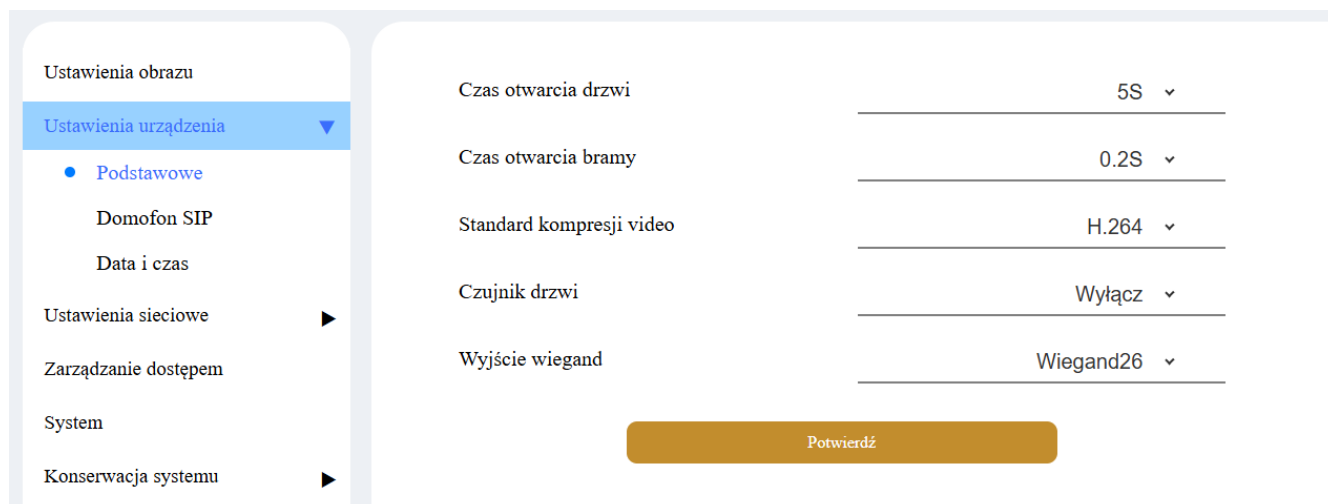 Ustawienia obrazu
Ustawienia urządzenia
Podstawowe
Domofon SIP
Data i czas
Ustawienia sieciowe
Zarządzanie dostępem
System
Konserwacja systemu
Czas otwarcia drzwi 5S
Czas otwarcia bramy 0.2S
Standard kompresji video H.264
Czujnik drzwi Wyłącz
Wyjście wiegand Wiegand26
Potwierdź